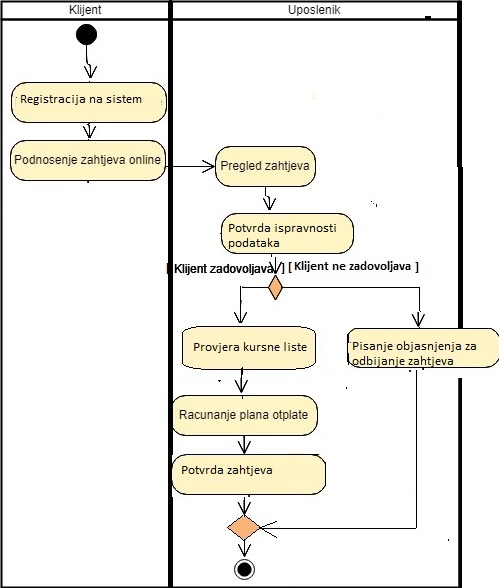 Klijent
Uposlenik
Registracija na sistem
Podnosenje zahtjeva online
Pregled zahtjeva
Potvrda ispravnosti
podataka
[Klijent zadovoljava ]
[ Klijent ne zadovoljava ]
Provjera kursne liste
Pisanje objasnjenja za
odbijanje zahtjeva
Racunanje plana otplate
Potvrda zahtjeva